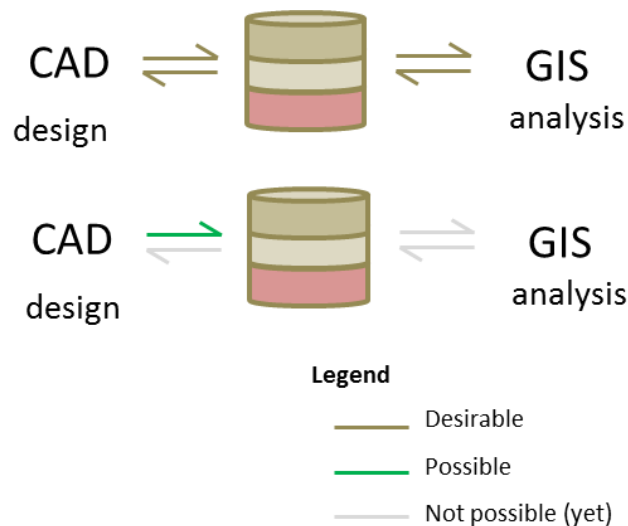 CAD
GIS
design
analysis
CAD
GIS
design
analysis
Legend
Desirable
Possible
Not possible (yet)